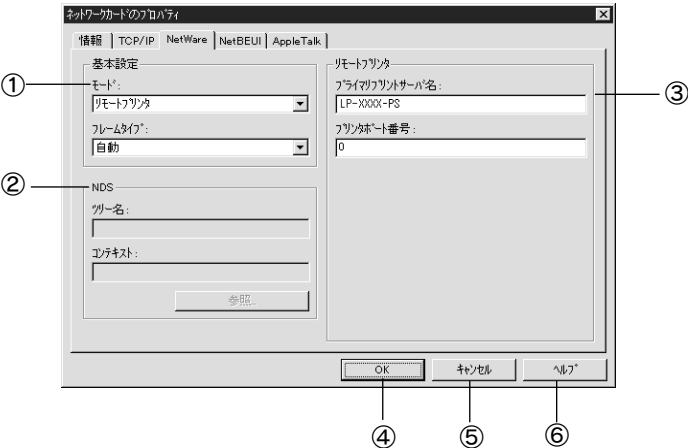 ﾈｯﾄﾜｰｸｶｰﾄﾞのﾌﾟﾛﾊﾟﾃｨ
情報 TCP/IP NetWare NetBEUI AppleTalk
基本設定
①
ﾓｰﾄﾞ:
ﾘﾓｰﾄﾌﾟﾘﾝﾀ
ﾌﾚｰﾑﾀｲﾌﾟ:
自動
②
NDS
ﾂﾘｰ名:
ｺﾝﾃｷｽﾄ:
参照...
ﾘﾓｰﾄﾌﾟﾘﾝﾀ
ﾌﾟﾗｲﾏﾘﾌﾟﾘﾝﾄｻｰﾊﾞ名:
③
LP-XXXX-PS
ﾌﾟﾘﾝﾀﾎﾟｰﾄ番号:
0
OK ｷｬﾝｾﾙ ﾍﾙﾌﾟ
④ ⑤ ⑥